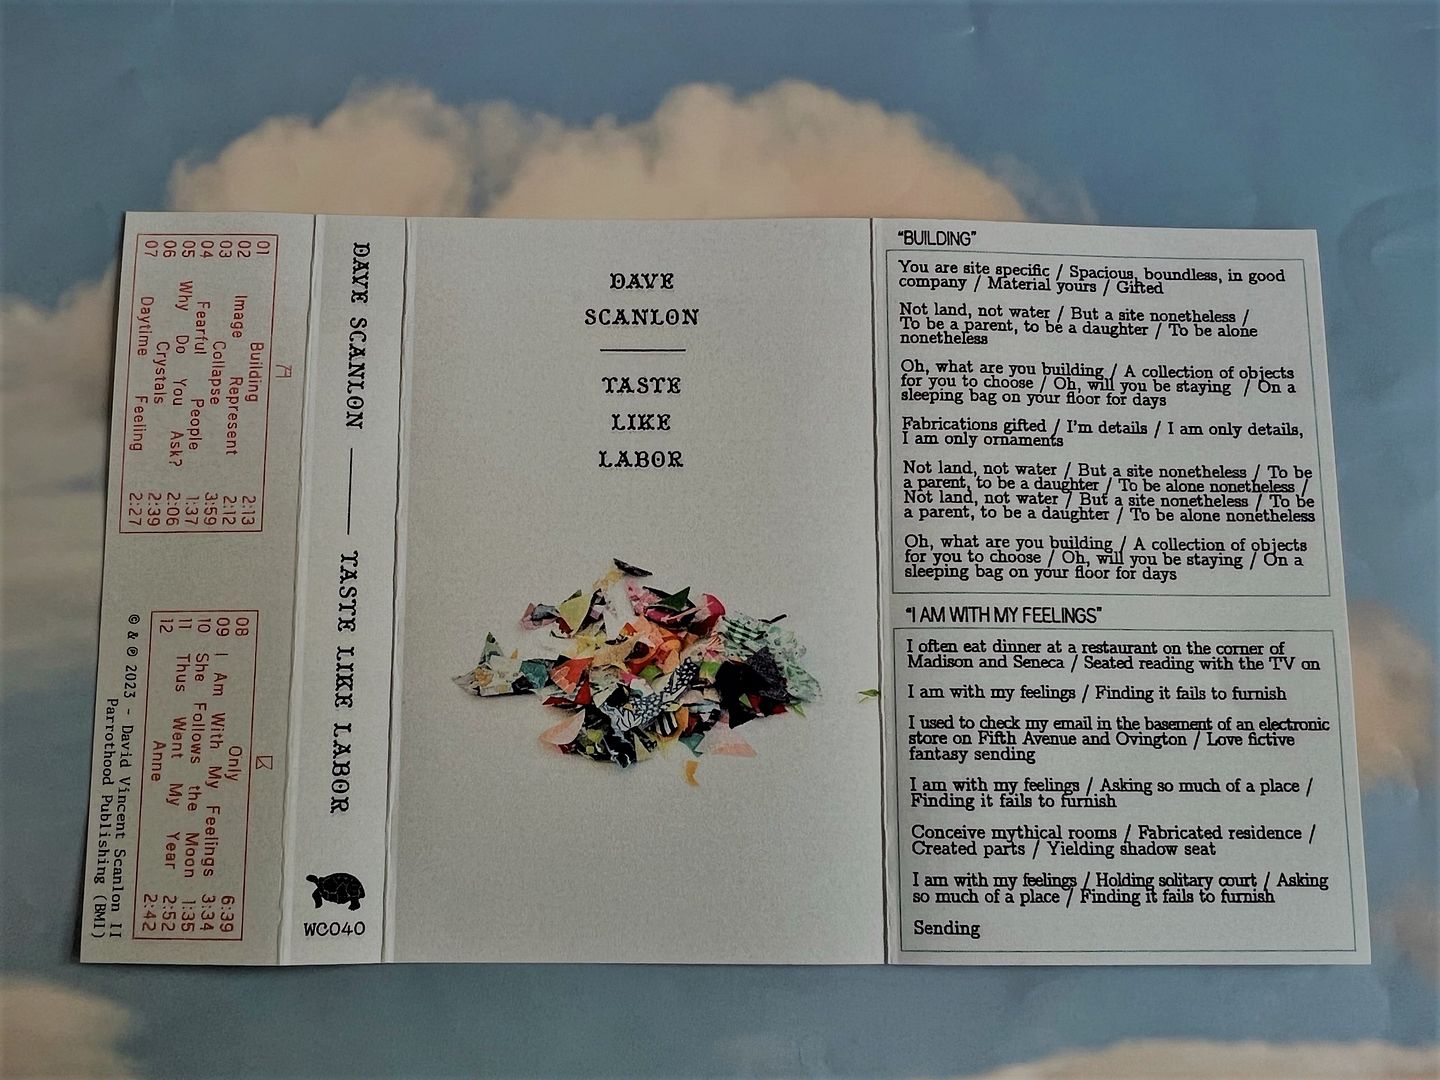 A
01 Building 2:13
02 Image Represent 2:12
03 Collapse 3:59
04 Fearful People 1:37
05 Why Do You Ask? 2:06
06 Crystals 2:39
07 Daytime Feeling 2:27
08 Only 6:39
09 I Am With My Feelings 3:34
10 She Follows the Moon 1:35
11 Thus Went My Year 2:52
12 Anne 2:42
© & ℗ 2023 - David Vincent Scanlon II
Parrothood Publishing (BMI)
DAVE SCANLON — TASTE LIKE LABOR
WC040
DAVE
SCANLON
TASTE
LIKE
LABOR
“BUILDING”
You are site specific / Spacious, boundless, in good
company / Material yours / Gifted
Not land, not water / But a site nonetheless /
To be a parent, to be a daughter / To be alone
nonetheless
Oh, what are you building / A collection of objects
for you to choose / Oh, will you be staying / On a
sleeping bag on your floor for days
Fabrications gifted / I'm details / I am only details,
I am only ornaments
Not land, not water / But a site nonetheless / To be
a parent, to be a daughter / To be alone nonetheless /
Not land, not water / But a site nonetheless / To be
a parent, to be a daughter / To be alone nonetheless
Oh, what are you building / A collection of objects
for you to choose / Oh, will you be staying / On a
sleeping bag on your floor for days
“I AM WITH MY FEELINGS”
I often eat dinner at a restaurant on the corner of
Madison and Seneca / Seated reading with the TV on
I am with my feelings / Finding it fails to furnish
I used to check my email in the basement of an electronic
store on Fifth Avenue and Ovington / Love fictive
fantasy sending
I am with my feelings / Asking so much of a place /
Finding it fails to furnish
Conceive mythical rooms / Fabricated residence /
Created parts / Yielding shadow seat
I am with my feelings / Holding solitary court / Asking
so much of a place / Finding it fails to furnish
Sending